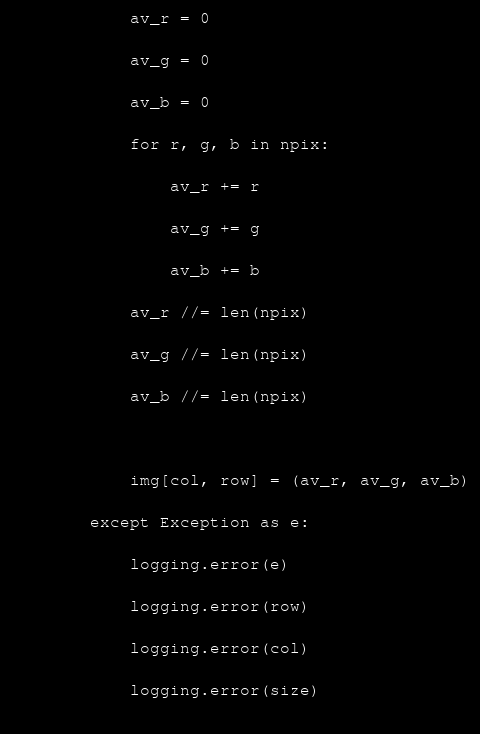 av_r = 0
av_g = 0
av_b = 0
for r, g, b in npix:
    av_r += r
    av_g += g
    av_b += b
av_r //= len(npix)
av_g //= len(npix)
av_b //= len(npix)
img[col, row] = (av_r, av_g, av_b)
except Exception as e:
    logging.error(e)
    logging.error(row)
    logging.error(col)
    logging.error(size)